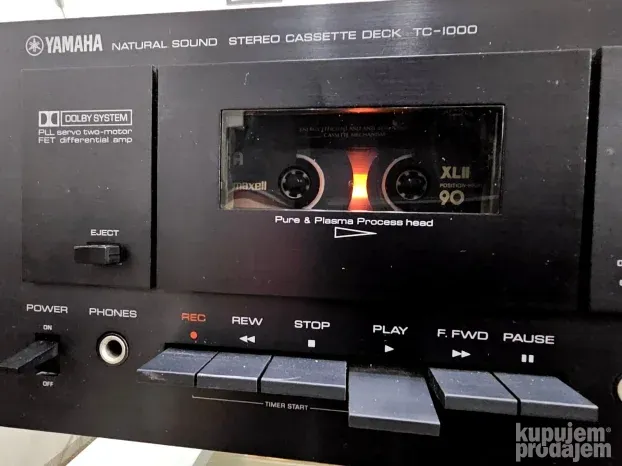 YAMAHA NATURAL SOUND STEREO CASSETTE DECK TC-1000
DOLBY SYSTEM
PLL servo two-motor
FET differential amp
A
maxell
XLII
POSITION
90
Pure & Plasma Process head
EJECT
POWER
ON
OFF
PHONES
REC
REW
STOP
PLAY
F. FWD
PAUSE
TIMER START
kupujem
prodajem